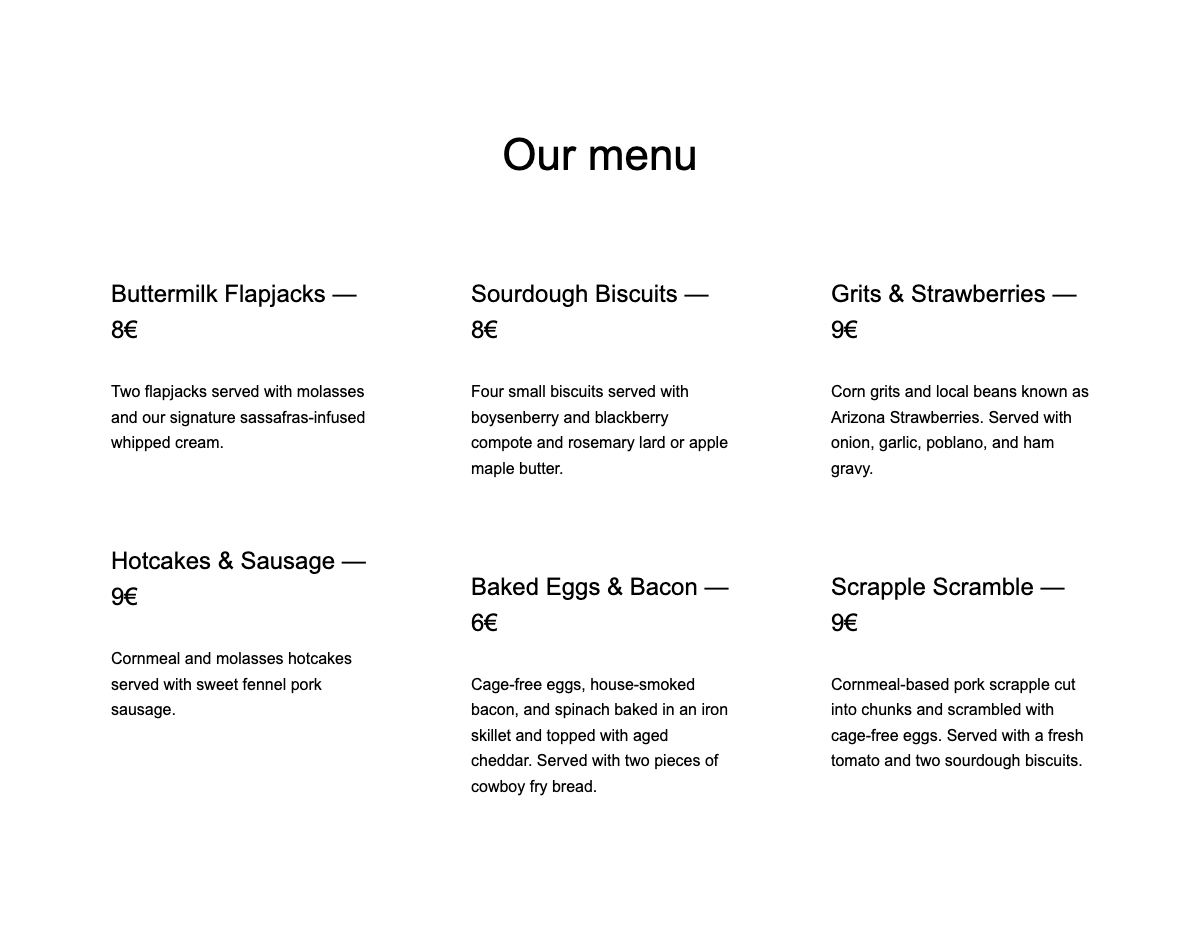 Our menu
Buttermilk Flapjacks —
8€
Two flapjacks served with molasses
and our signature sassafras-infused
whipped cream.
Hotcakes & Sausage —
9€
Cornmeal and molasses hotcakes
served with sweet fennel pork
sausage.
Sourdough Biscuits —
8€
Four small biscuits served with
boysenberry and blackberry
compote and rosemary lard or apple
maple butter.
Baked Eggs & Bacon —
6€
Cage-free eggs, house-smoked
bacon, and spinach baked in an iron
skillet and topped with aged
cheddar. Served with two pieces of
cowboy fry bread.
Grits & Strawberries —
9€
Corn grits and local beans known as
Arizona Strawberries. Served with
onion, garlic, poblano, and ham
gravy.
Scrapple Scramble —
9€
Cornmeal-based pork scrapple cut
into chunks and scrambled with
cage-free eggs. Served with a fresh
tomato and two sourdough biscuits.